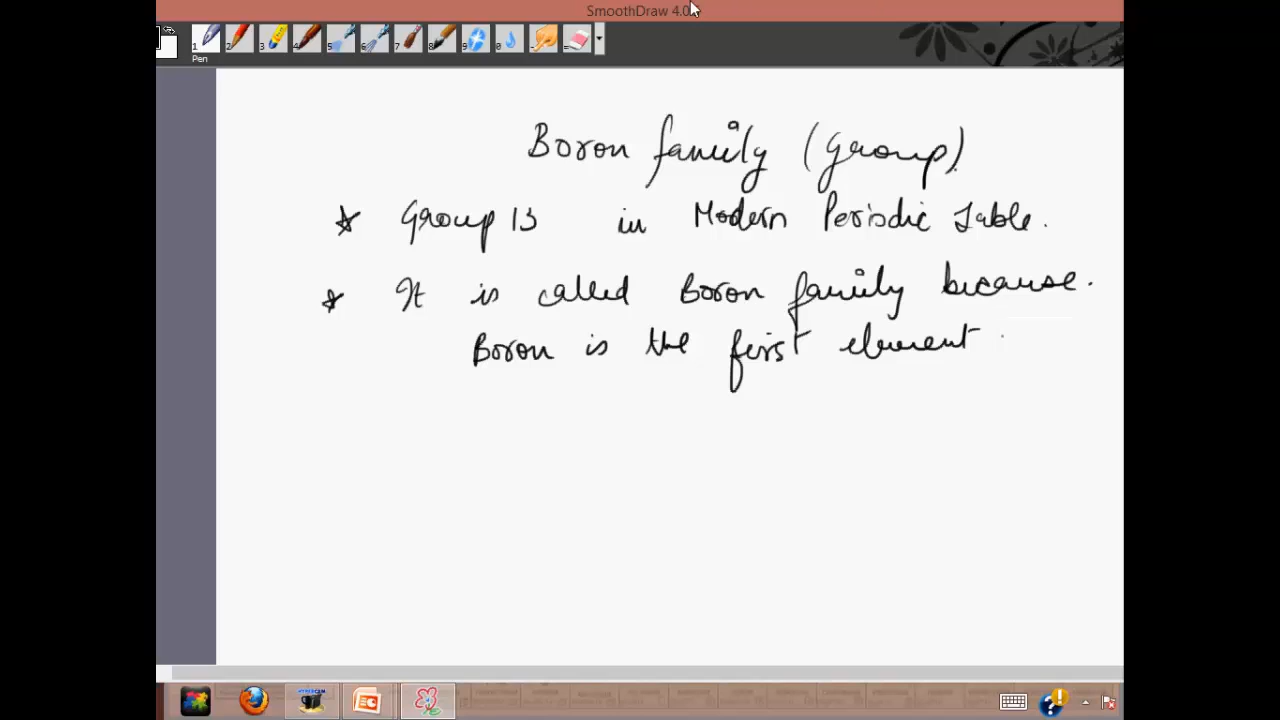 SmoothDraw 4.0
Pen
Boron family (Group)
☆ Group 13 in Modern Periodic Table.
☆ It is called Boron family because.
Boron is the first element.